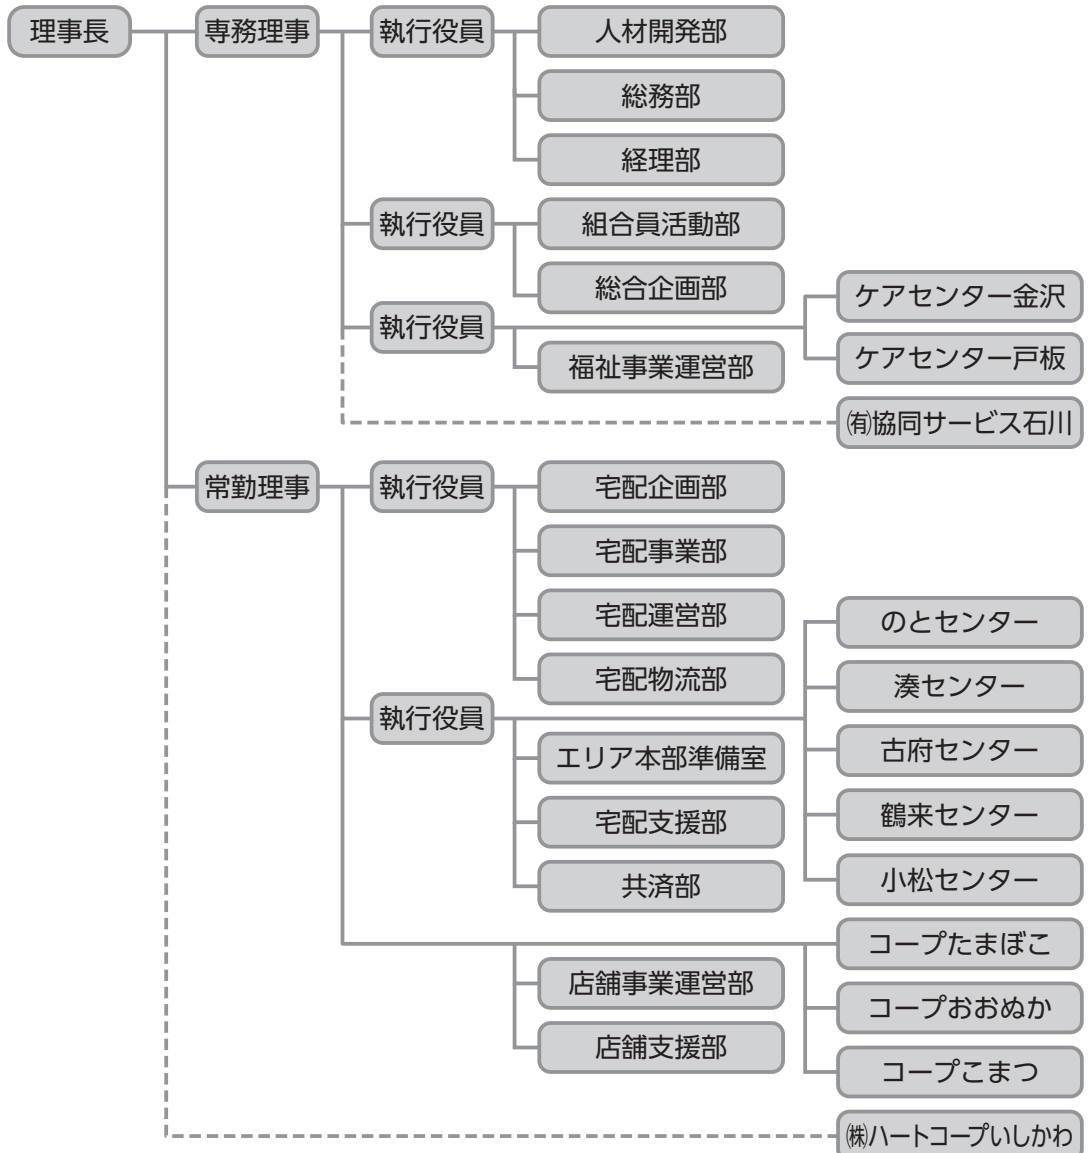 理事長
専務理事
執行役員
人材開発部
総務部
経理部
執行役員
組合員活動部
総合企画部
執行役員
福祉事業運営部
ケアセンター金沢
ケアセンター戸板
㈲協同サービス石川
常勤理事
執行役員
宅配企画部
宅配事業部
宅配運営部
宅配物流部
執行役員
エリア本部準備室
宅配支援部
共済部
のとセンター
湊センター
古府センター
鶴来センター
小松センター
店舗事業運営部
店舗支援部
コープたまぼこ
コープおおぬか
コープこまつ
㈱ハートコープいしかわ